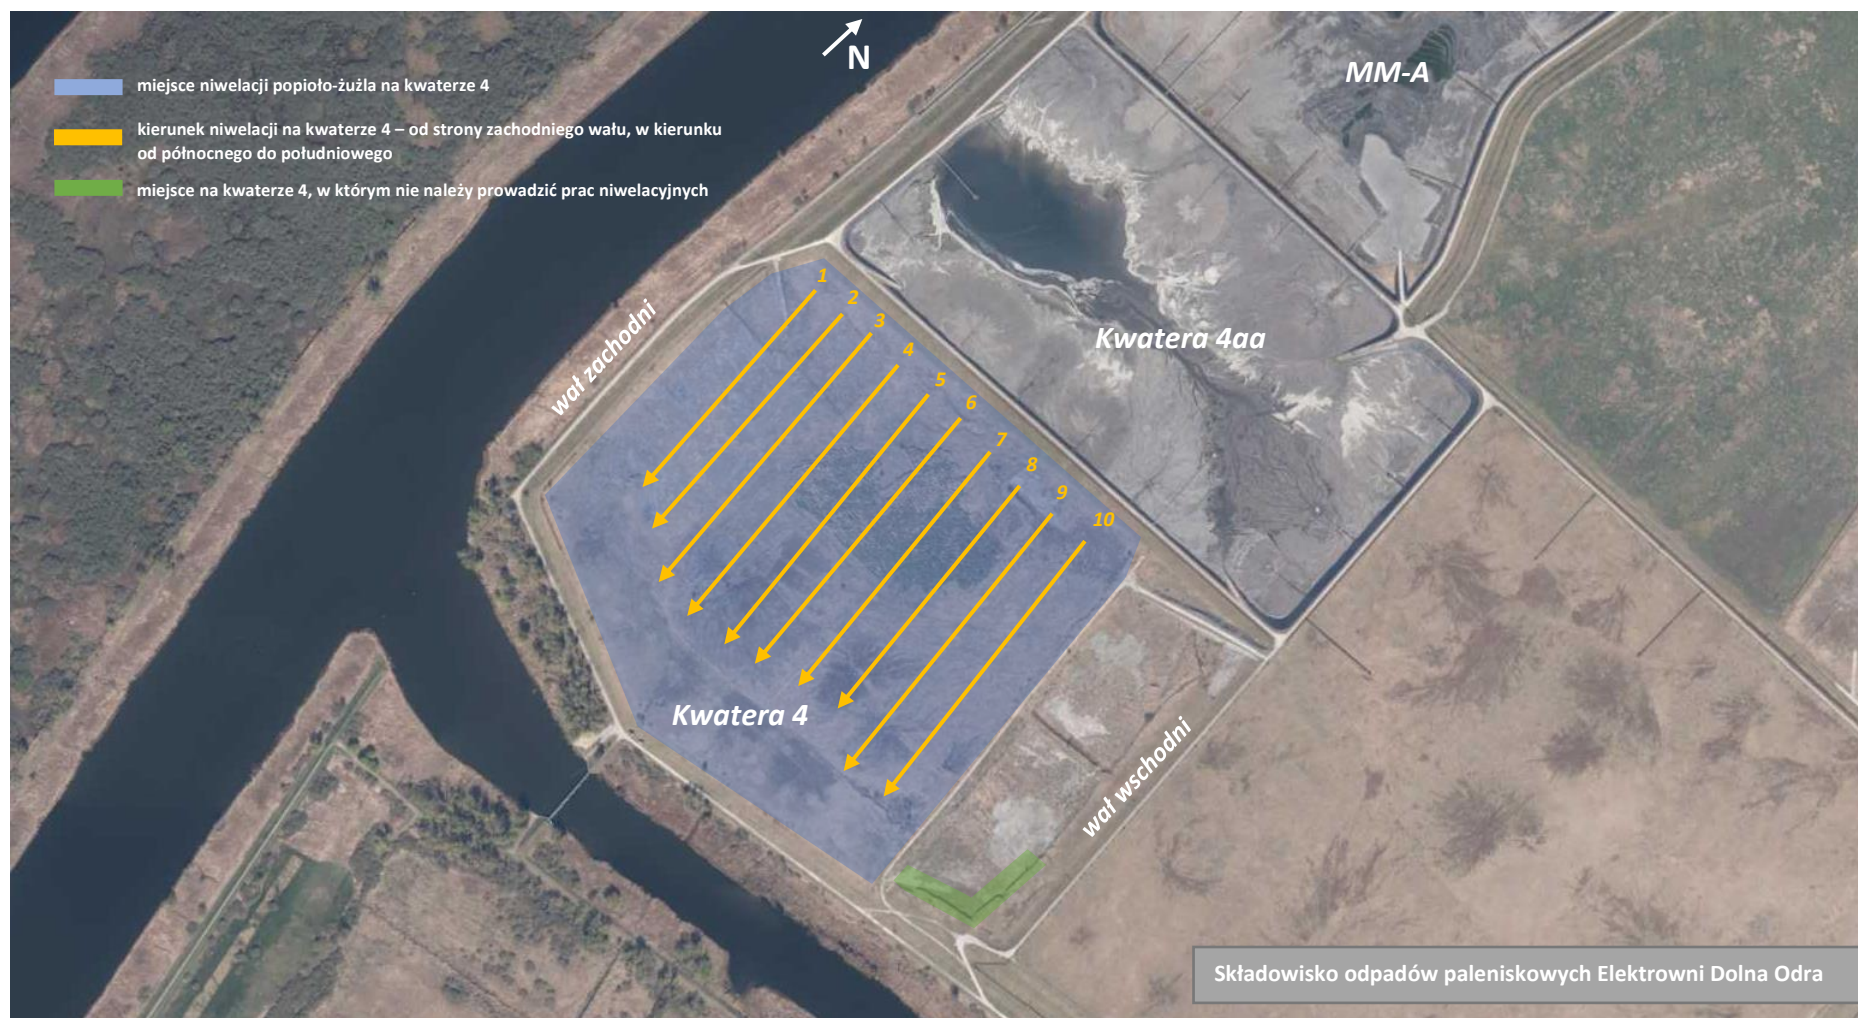 N
MM-A
miejsce niwelacji popioło-żużla na kwaterze 4
kierunek niwelacji na kwaterze 4 – od strony zachodniego wału, w kierunku
od północnego do południowego
miejsce na kwaterze 4, w którym nie należy prowadzić prac niwelacyjnych
1
2
3
4
5
6
7
8
9
10
wał zachodni
Kwatera 4aa
Kwatera 4
wał wschodni
Składowisko odpadów paleniskowych Elektrowni Dolna Odra